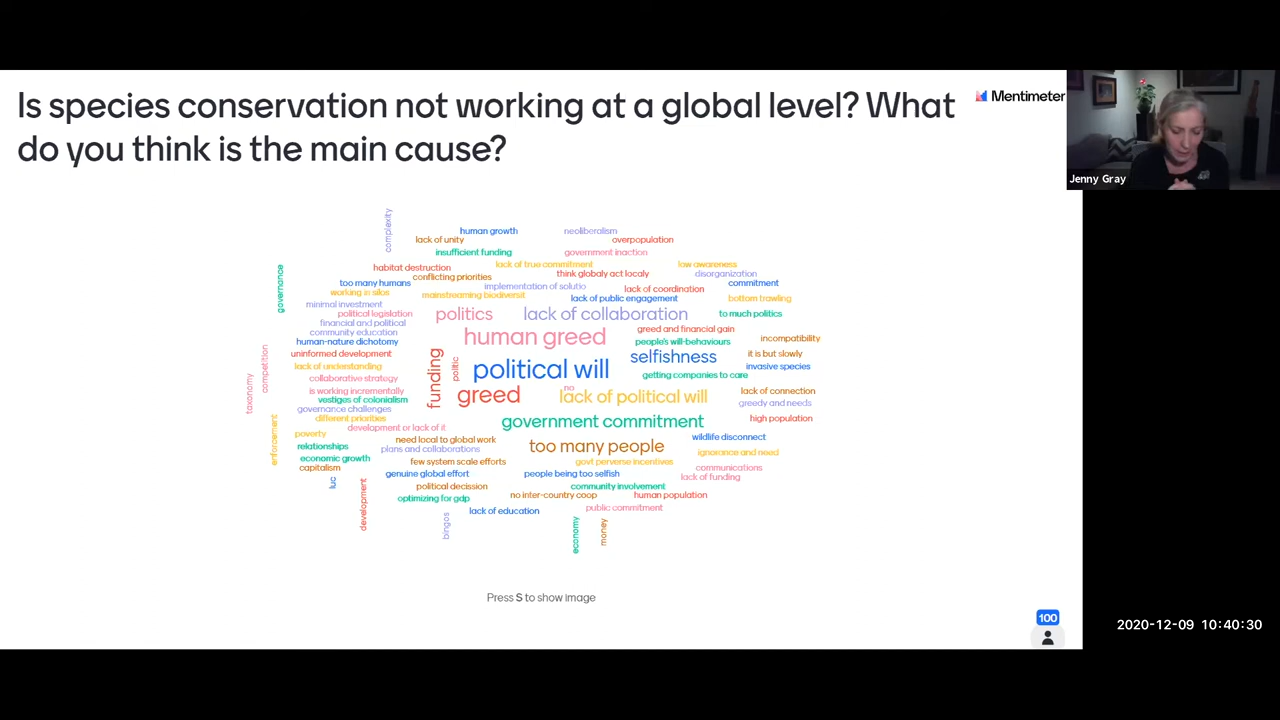 Is species conservation not working at a global level? What
do you think is the main cause?
Mentimeter
Jenny Gray
complexity
human growth
neoliberalism
lack of unity
overpopulation
insufficient funding
government inaction
governance
habitat destruction
lack of true commitment
low awareness
conflicting priorities
think globaly act localy
disorganization
too many humans
implementation of solutio
lack of coordination
commitment
working in silos
mainstreaming biodiversit
lack of public engagement
bottom trawling
minimal investment
political legislation
politics
lack of collaboration
to much politics
financial and political
community education
human greed
greed and financial gain
human-nature dichotomy
people's will-behaviours
incompatibility
uninformed development
selfishness
it is but slowly
competition
lack of understanding
funding
politic
political will
invasive species
taxonomy
collaborative strategy
getting companies to care
is working incrementally
greed
no
lack of political will
lack of connection
vestiges of colonialism
greedy and needs
governance challenges
different priorities
government commitment
high population
development or lack of it
enforcement
poverty
need local to global work
too many people
wildlife disconnect
relationships
plans and collaborations
ignorance and need
economic growth
few system scale efforts
govt perverse incentives
capitalism
genuine global effort
people being too selfish
communications
lack of funding
luc
political decission
community involvement
development
optimizing for gdp
no inter-country coop
human population
bingos
lack of education
public commitment
economy
money
Press S to show image
100
2020-12-09 10:40:30